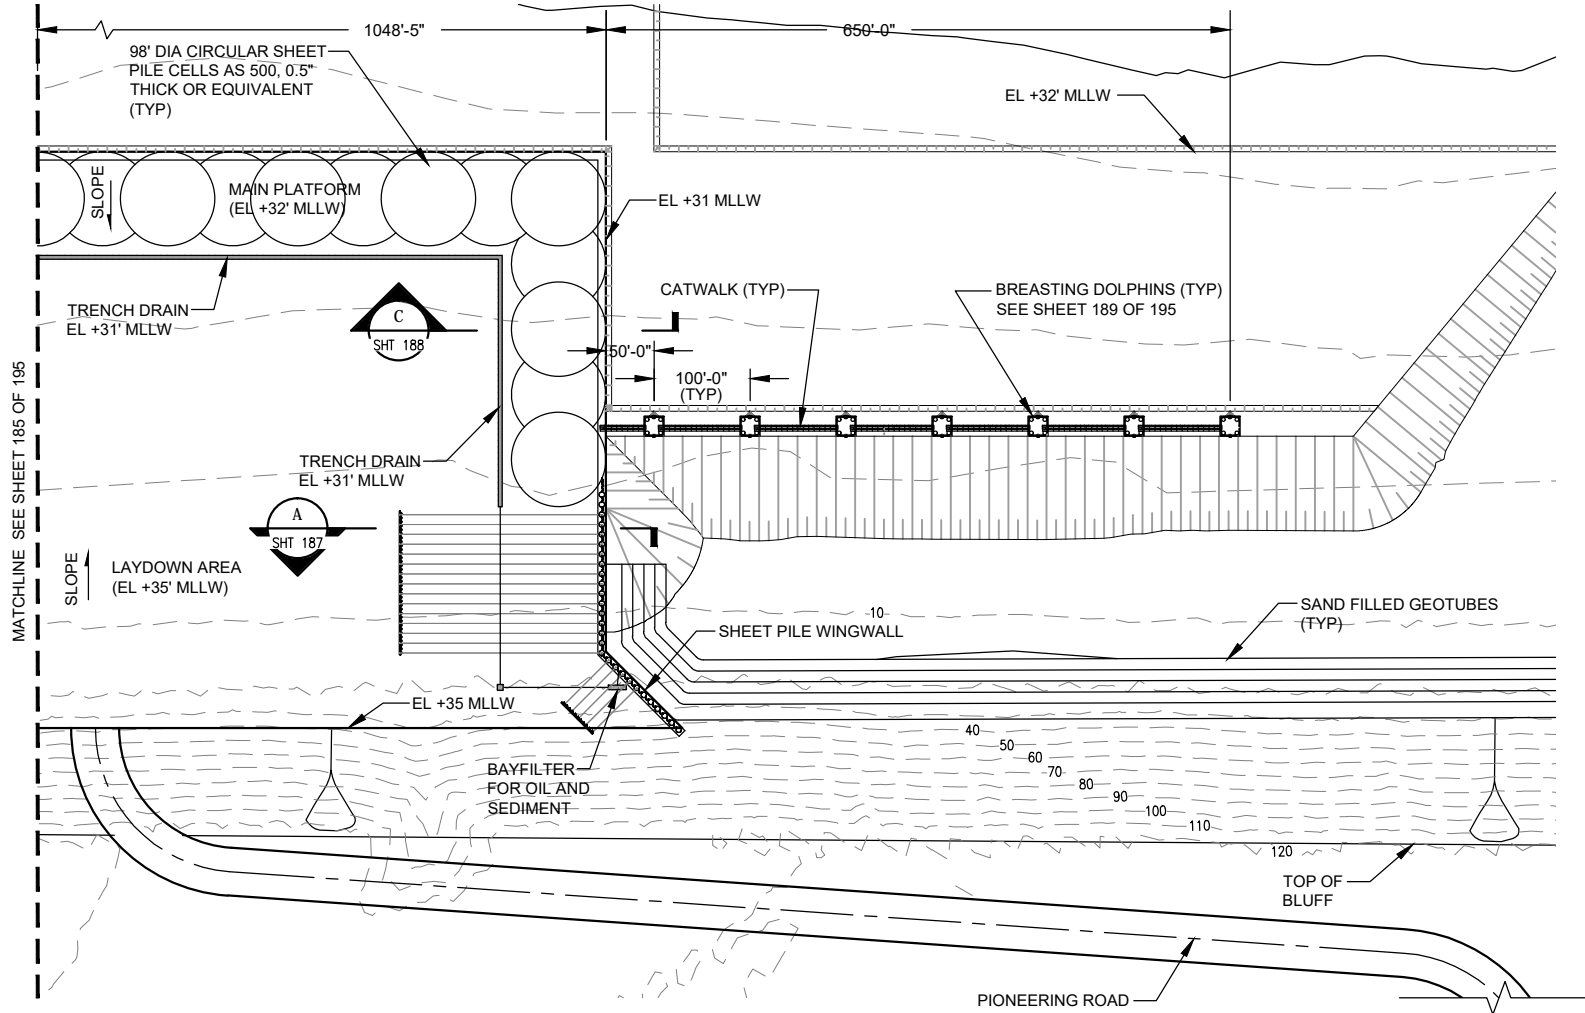 1048'-5"
650'-0"
98' DIA CIRCULAR SHEET
PILE CELLS AS 500, 0.5"
THICK OR EQUIVALENT
(TYP)
EL +32' MLLW
SLOPE
MAIN PLATFORM
(EL +32' MLLW)
EL +31 MLLW
CATWALK (TYP)
BREASTING DOLPHINS (TYP)
SEE SHEET 189 OF 195
TRENCH DRAIN
EL +31' MLLW
C
SHT 188
50'-0"
100'-0"
(TYP)
MATCHLINE SEE SHEET 185 OF 195
TRENCH DRAIN
EL +31' MLLW
A
SHT 187
SLOPE
LAYDOWN AREA
(EL +35' MLLW)
10
SAND FILLED GEOTUBES
(TYP)
SHEET PILE WINGWALL
EL +35 MLLW
40
50
60
70
80
90
100
110
120
BAYFILTER
FOR OIL AND
SEDIMENT
TOP OF
BLUFF
PIONEERING ROAD